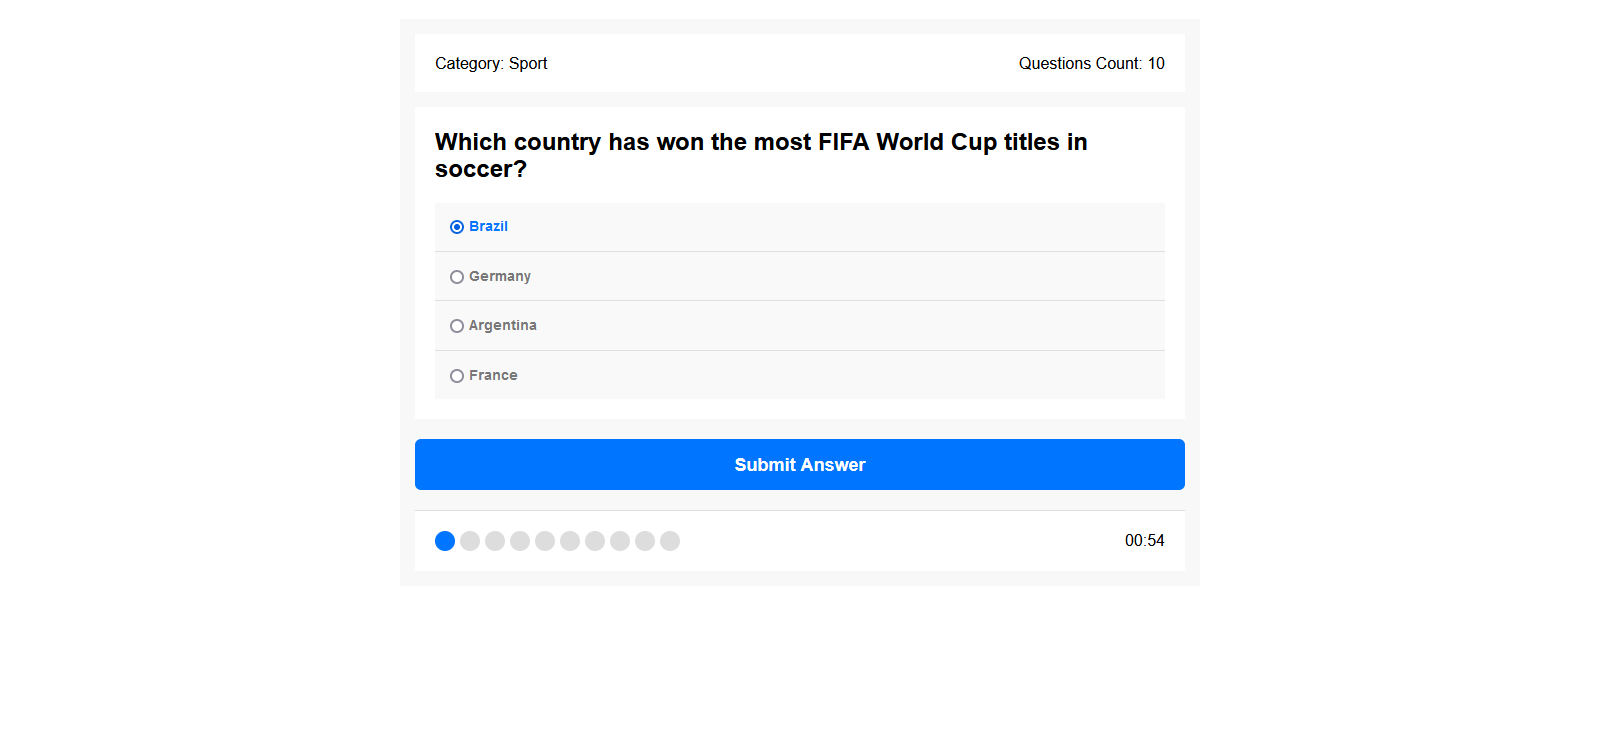 Category: Sport
Questions Count: 10
Which country has won the most FIFA World Cup titles in
soccer?
Brazil
Germany
Argentina
France
Submit Answer
00:54